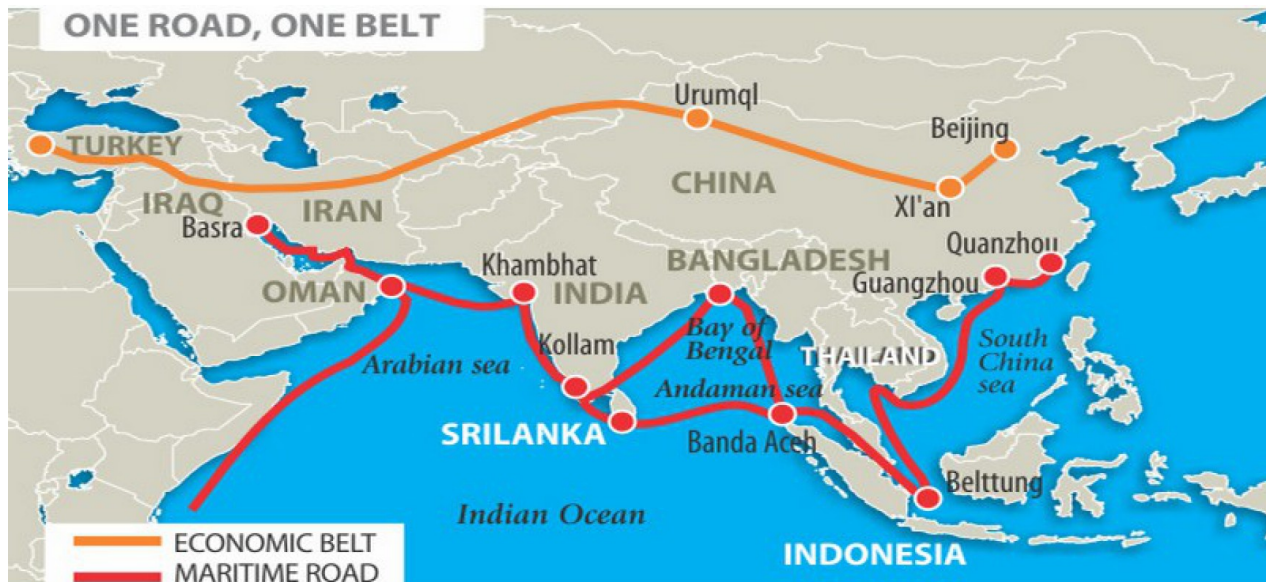 ONE ROAD, ONE BELT
Urumql
Beijing
TURKEY
CHINA
IRAQ
IRAN
XI'an
Basra
Quanzhou
Khambhat
BANGLADESH
Guangzhou
OMAN
INDIA
Bay of
Bengal
South
China
sea
Kollam
THAILAND
Arabian sea
Andaman sea
SRILANKA
Banda Aceh
Belttung
Indian Ocean
INDONESIA
ECONOMIC BELT
MARITIME ROAD